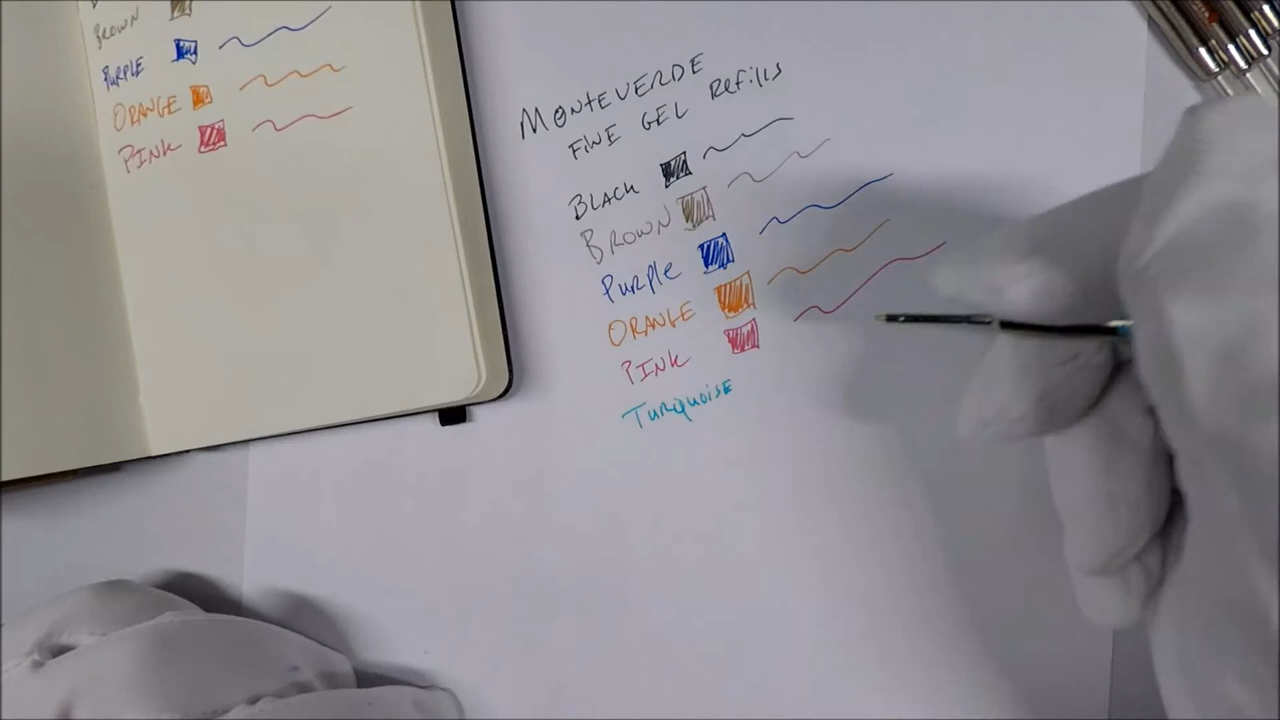 BROWN
PURPLE
ORANGE
PINK
MONTEVERDE
FINE GEL Refills
BLACK
BROWN
Purple
ORANGE
PINK
TurquoisE